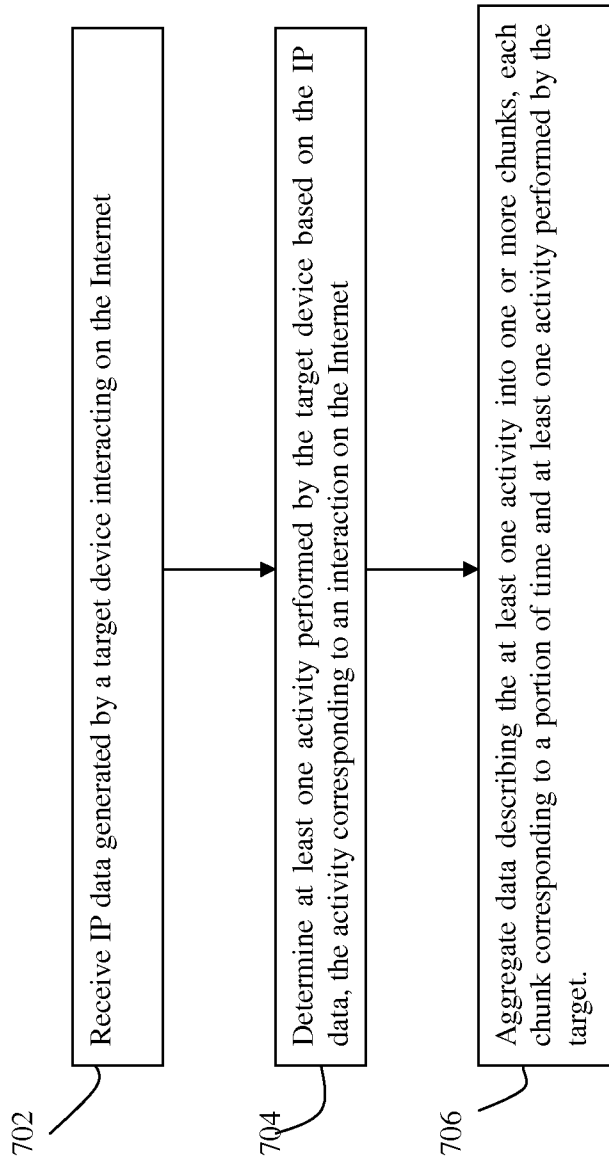 702
Receive IP data generated by a target device interacting on the Internet
704
Determine at least one activity performed by the target device based on the IP
data, the activity corresponding to an interaction on the Internet
706
Aggregate data describing the at least one activity into one or more chunks, each
chunk corresponding to a portion of time and at least one activity performed by the
target.